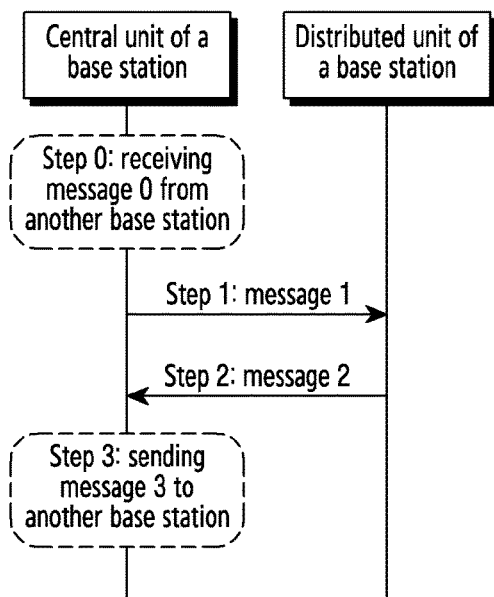 Central unit of a
base station
Distributed unit of
a base station
Step 0: receiving
message 0 from
another base station
Step 1: message 1
Step 2: message 2
Step 3: sending
message 3 to
another base station